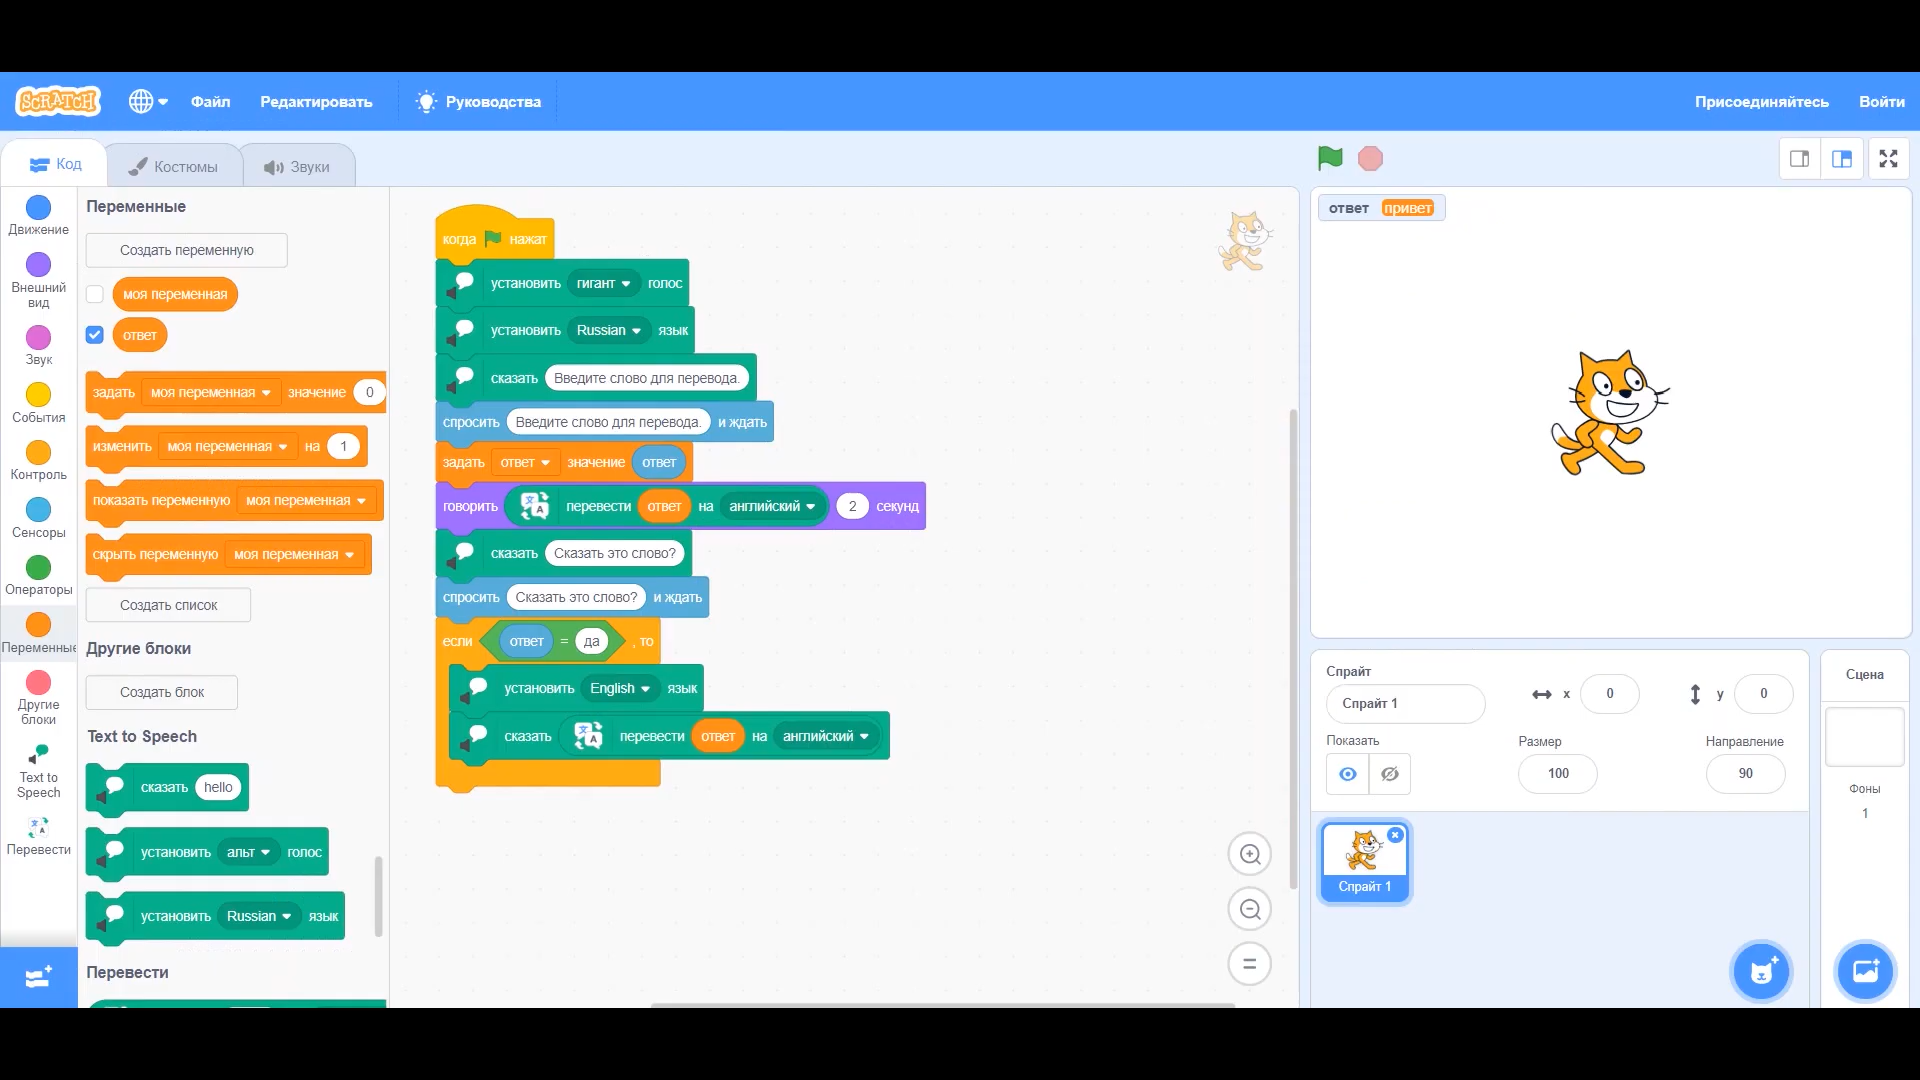 SCRATCH
Файл
Редактировать
Руководства
Присоединяйтесь
Войти
Код
Костюмы
Звуки
Движение
Внешний
вид
Звук
События
Контроль
Сенсоры
Операторы
Переменные
Другие
блоки
Text to
Speech
Перевести
Переменные
Создать переменную
моя переменная
ответ
задать моя переменная значение 0
изменить моя переменная на 1
показать переменную моя переменная
скрыть переменную моя переменная
Создать список
Другие блоки
Создать блок
Text to Speech
сказать hello
установить альт голос
установить Russian язык
Перевести
когда нажат
установить гигант голос
установить Russian язык
сказать Введите слово для перевода.
спросить Введите слово для перевода. и ждать
задать ответ значение ответ
говорить перевести ответ на английский 2 секунд
сказать Сказать это слово?
спросить Сказать это слово? и ждать
если ответ = да , то
установить English язык
сказать перевести ответ на английский
ответ привет
Спрайт
Спрайт 1
x 0
y 0
Показать
Размер
100
Направление
90
Спрайт 1
Сцена
Фоны
1